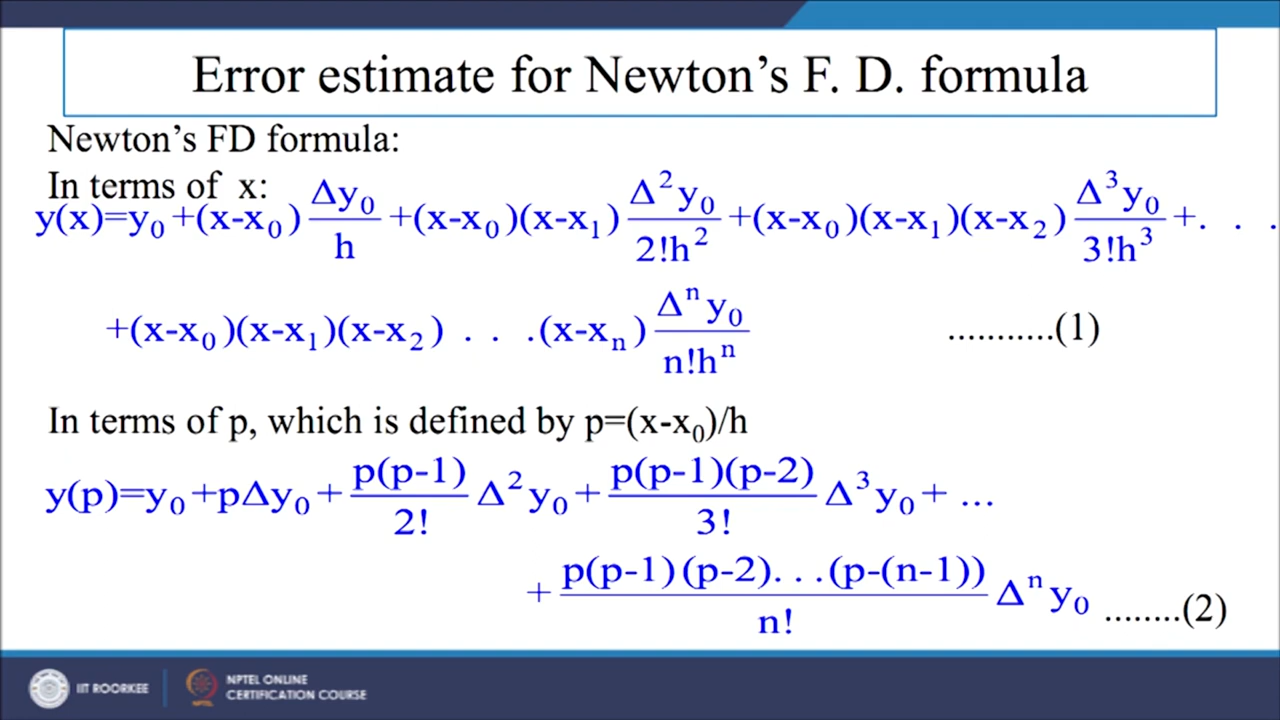 Error estimate for Newton's F. D. formula
Newton's FD formula:
In terms of x:
y(x)=y₀+(x-x₀) Δy₀/h +(x-x₀)(x-x₁) Δ²y₀/2!h² +(x-x₀)(x-x₁)(x-x₂) Δ³y₀/3!h³ +. . .
+(x-x₀)(x-x₁)(x-x₂) . . .(x-xₙ) Δⁿy₀/n!hⁿ ...........(1)
In terms of p, which is defined by p=(x-x₀)/h
y(p)=y₀+pΔy₀+ p(p-1)/2! Δ²y₀+ p(p-1)(p-2)/3! Δ³y₀+ ...
+ p(p-1)(p-2)...(p-(n-1))/n! Δⁿy₀ ........(2)
IIT ROORKEE
NPTEL ONLINE
CERTIFICATION COURSE